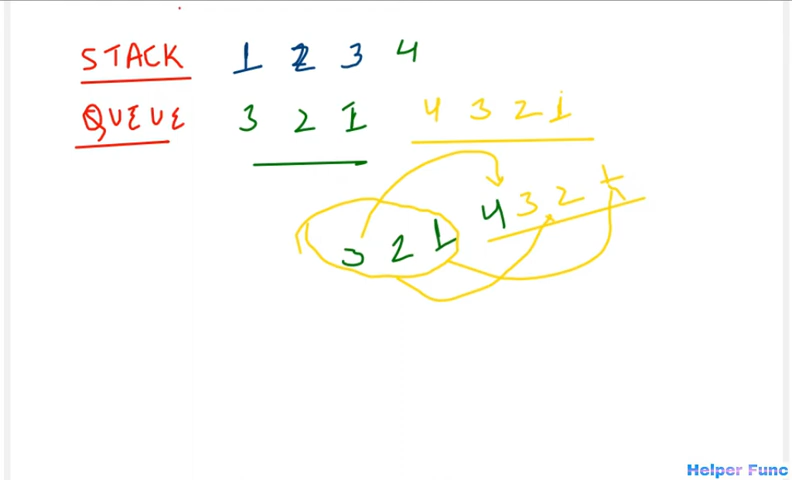 STACK 1 2 3 4
QUEUE 3 2 1 4 3 2 1
3 2 1 4 3 2 1
Helper Func